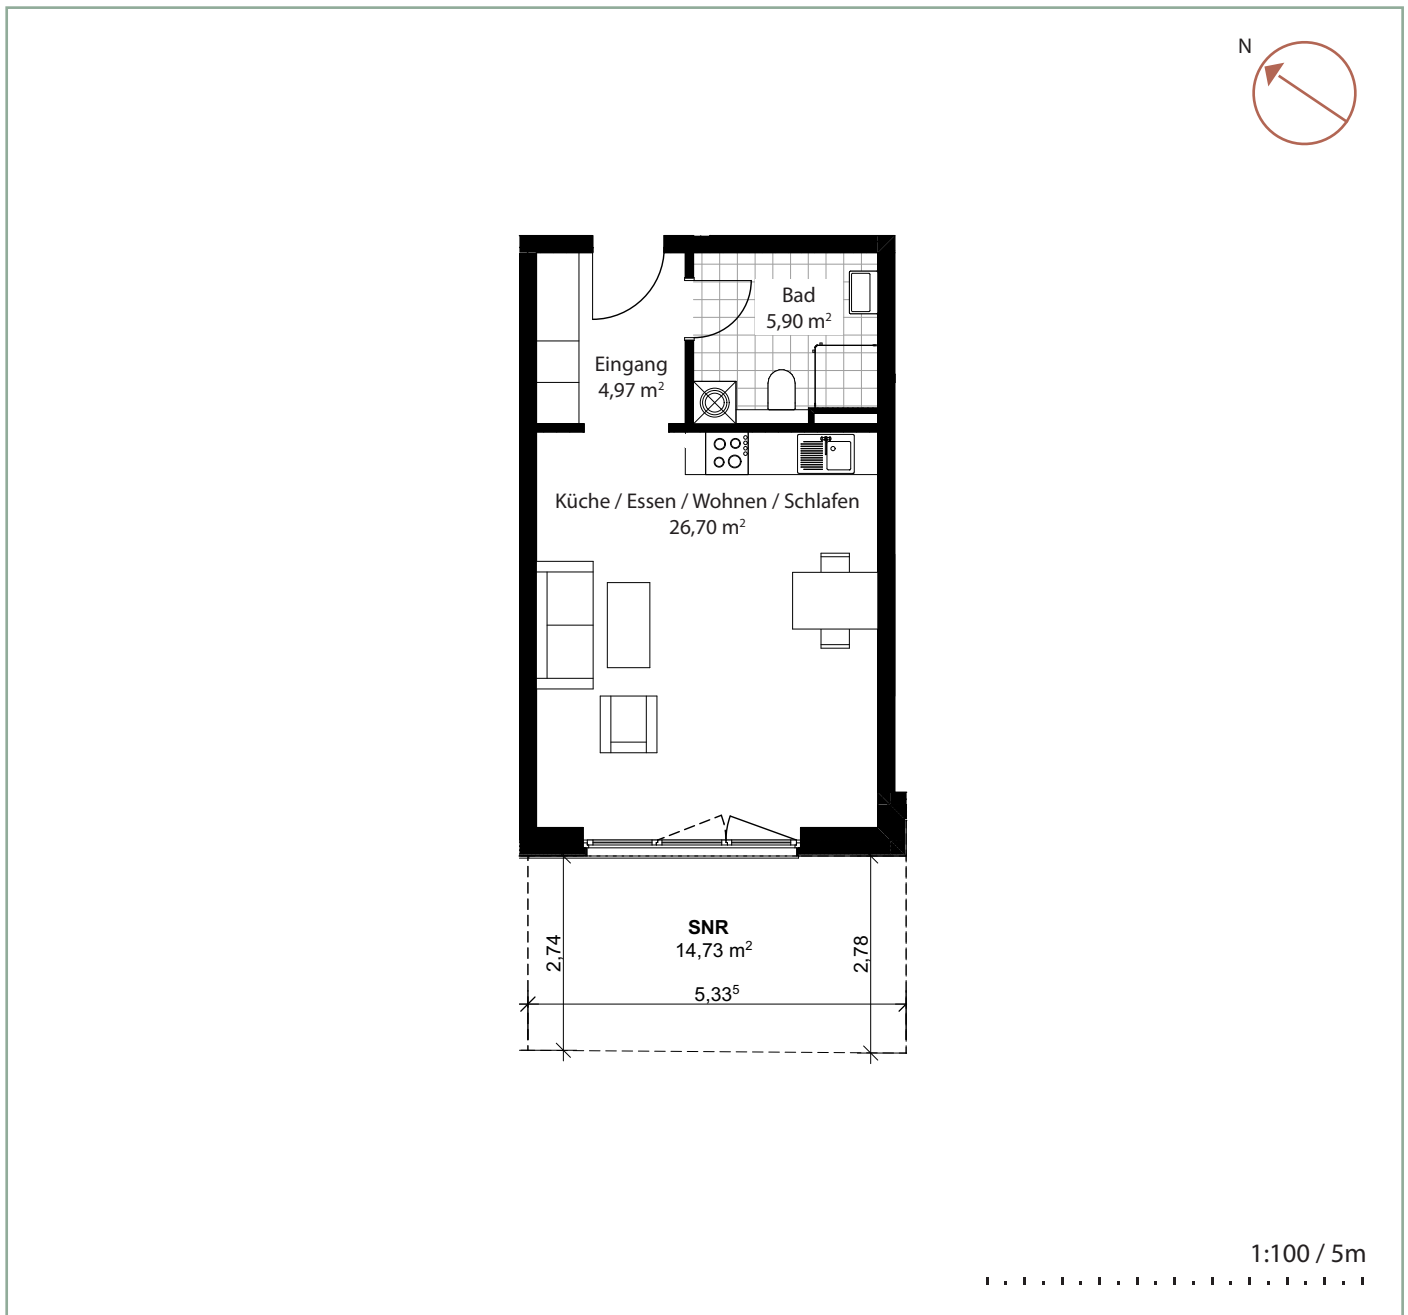 N
Bad
5,90 m²
Eingang
4,97 m²
Küche / Essen / Wohnen / Schlafen
26,70 m²
SNR
14,73 m²
2,74
2,78
5,33⁵
1:100 / 5m